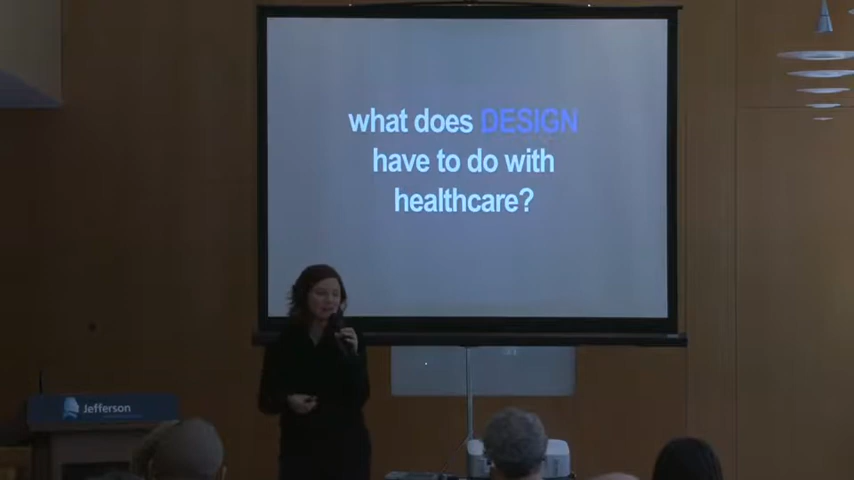 what does DESIGN
have to do with
healthcare?
Jefferson